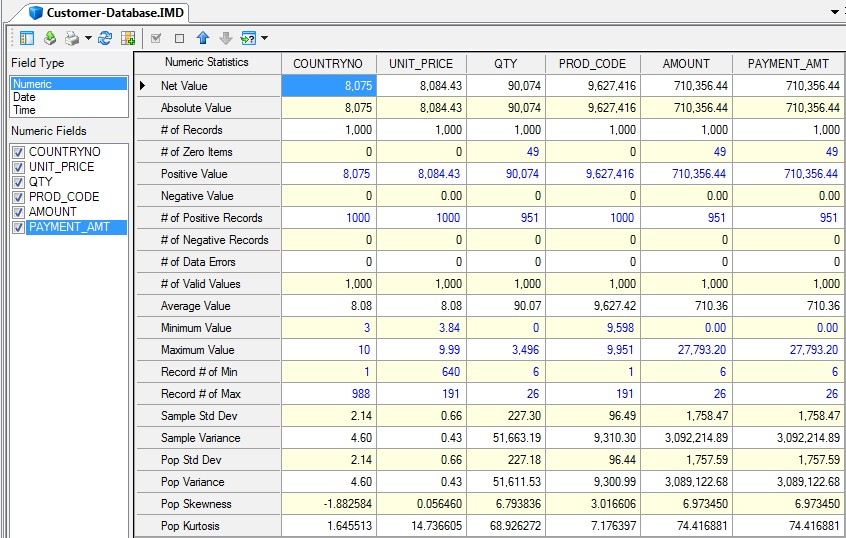 Customer-Database.IMD
Field Type
Numeric
Date
Time
Numeric Fields
COUNTRYNO
UNIT_PRICE
QTY
PROD_CODE
AMOUNT
PAYMENT_AMT
Numeric Statistics COUNTRYNO UNIT_PRICE QTY PROD_CODE AMOUNT PAYMENT_AMT
Net Value 8,075 8,084.43 90,074 9,627,416 710,356.44 710,356.44
Absolute Value 8,075 8,084.43 90,074 9,627,416 710,356.44 710,356.44
# of Records 1,000 1,000 1,000 1,000 1,000 1,000
# of Zero Items 0 0 49 0 49 49
Positive Value 8,075 8,084.43 90,074 9,627,416 710,356.44 710,356.44
Negative Value 0 0.00 0 0 0.00 0.00
# of Positive Records 1000 1000 951 1000 951 951
# of Negative Records 0 0 0 0 0 0
# of Data Errors 0 0 0 0 0 0
# of Valid Values 1,000 1,000 1,000 1,000 1,000 1,000
Average Value 8.08 8.08 90.07 9,627.42 710.36 710.36
Minimum Value 3 3.84 0 9,598 0.00 0.00
Maximum Value 10 9.99 3,496 9,951 27,793.20 27,793.20
Record # of Min 1 640 6 1 6 6
Record # of Max 988 191 26 191 26 26
Sample Std Dev 2.14 0.66 227.30 96.49 1,758.47 1,758.47
Sample Variance 4.60 0.43 51,663.19 9,310.30 3,092,214.89 3,092,214.89
Pop Std Dev 2.14 0.66 227.18 96.44 1,757.59 1,757.59
Pop Variance 4.60 0.43 51,611.53 9,300.99 3,089,122.68 3,089,122.68
Pop Skewness -1.882584 0.056460 6.793836 3.016606 6.973450 6.973450
Pop Kurtosis 1.645513 14.736605 68.926272 7.176397 74.416881 74.416881